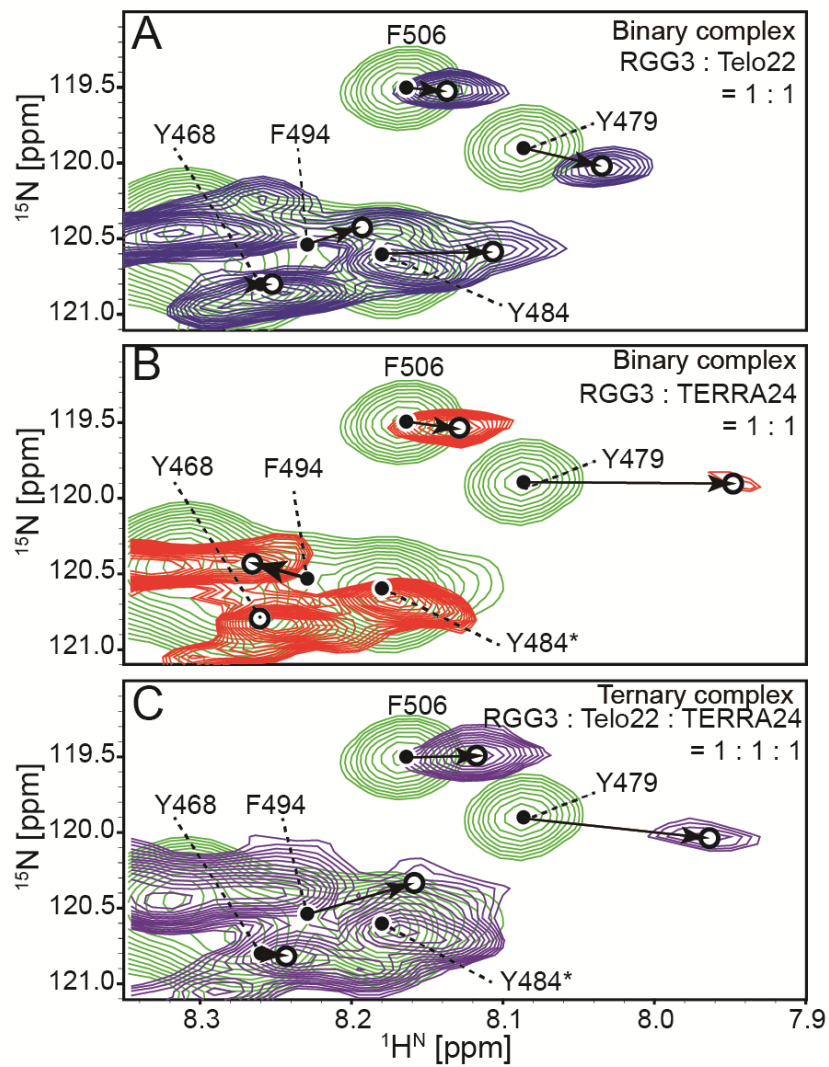 A
F506
Binary complex
RGG3 : Telo22
= 1 : 1
Y468
F494
Y479
Y484
119.5
120.0
120.5
121.0
15N [ppm]
B
F506
Binary complex
RGG3 : TERRA24
= 1 : 1
Y468
F494
Y479
Y484*
119.5
120.0
120.5
121.0
15N [ppm]
C
F506
Ternary complex
RGG3 : Telo22 : TERRA24
= 1 : 1 : 1
Y468
F494
Y479
Y484*
119.5
120.0
120.5
121.0
15N [ppm]
8.3 8.2 8.1 8.0 7.9
1HN [ppm]